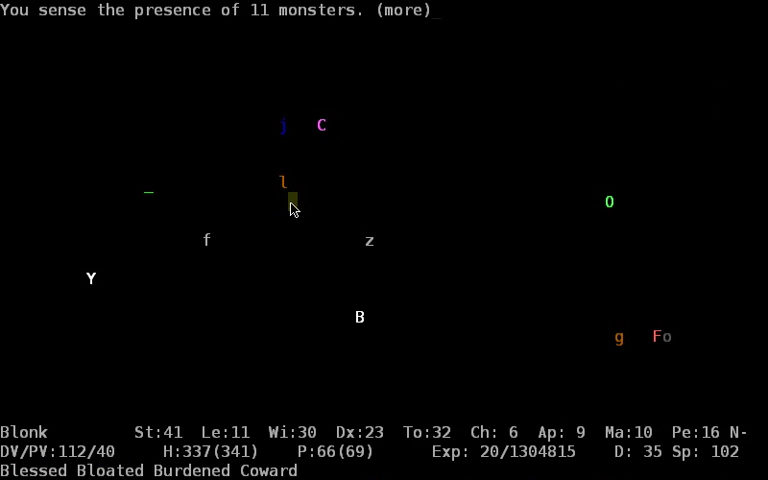 You sense the presence of 11 monsters. (more)
j C
l
_
O
f z
Y
B
g Fo
Blonk St:41 Le:11 Wi:30 Dx:23 To:32 Ch: 6 Ap: 9 Ma:10 Pe:16 N-
DV/PV:112/40 H:337(341) P:66(69) Exp: 20/1304815 D: 35 Sp: 102
Blessed Bloated Burdened Coward